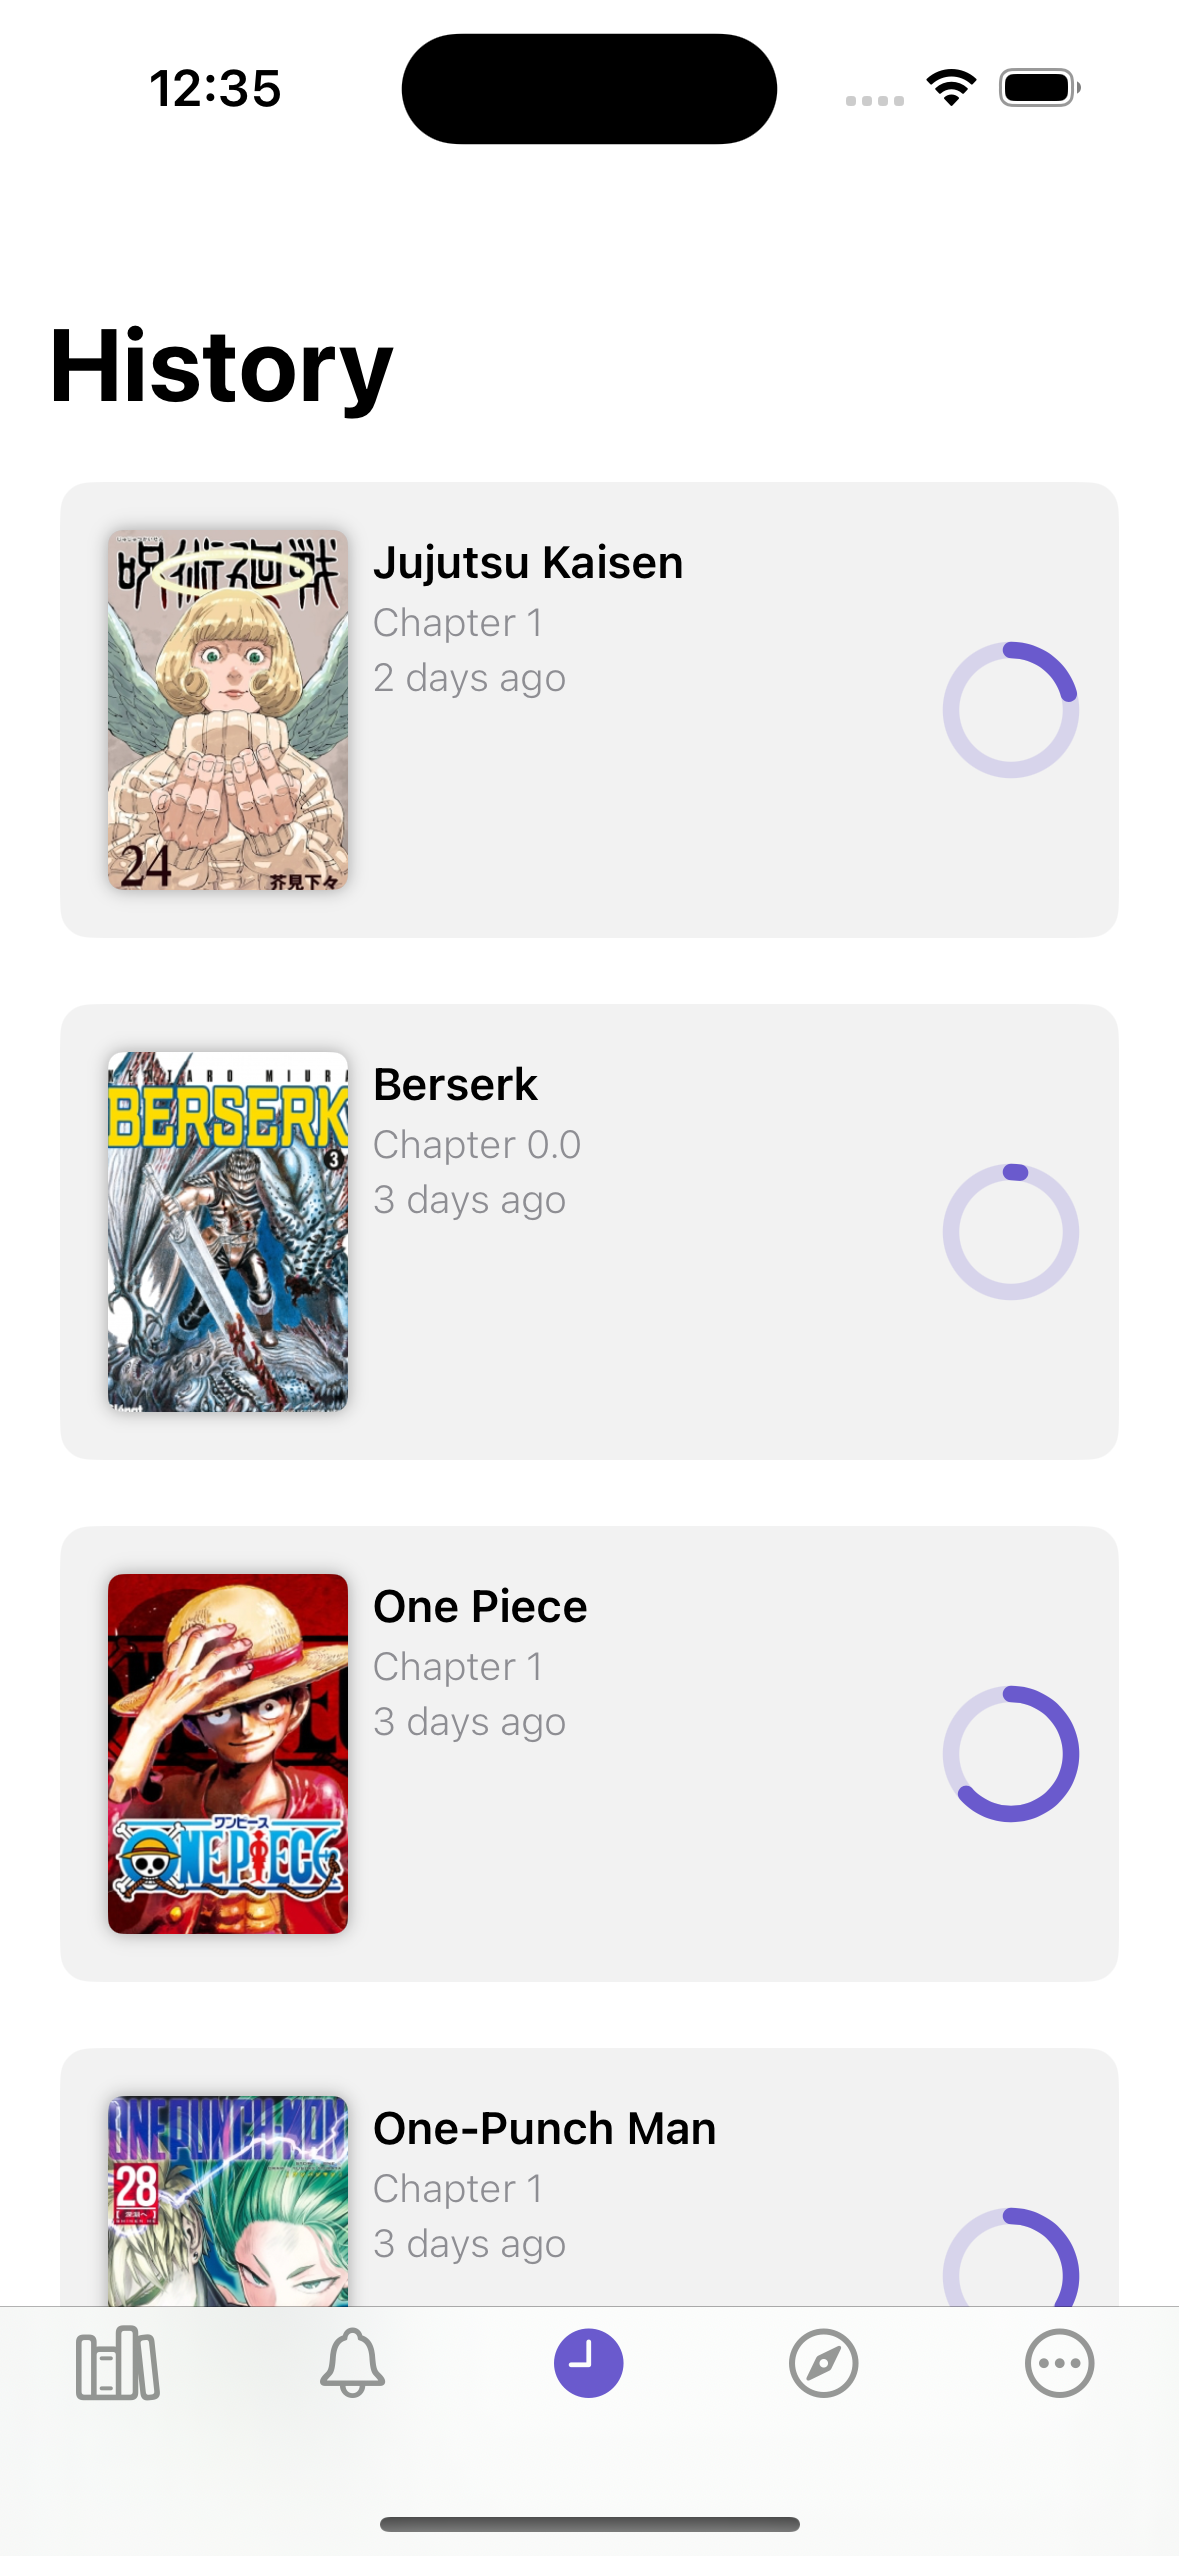 12:35
History
呪術廻戦
24
芥見下々
Jujutsu Kaisen
Chapter 1
2 days ago
KENTARO MIURA
BERSERK
3
Berserk
Chapter 0.0
3 days ago
ワンピース
ONE PIECE
One Piece
Chapter 1
3 days ago
ONE PUNCH-MAN
28
One-Punch Man
Chapter 1
3 days ago